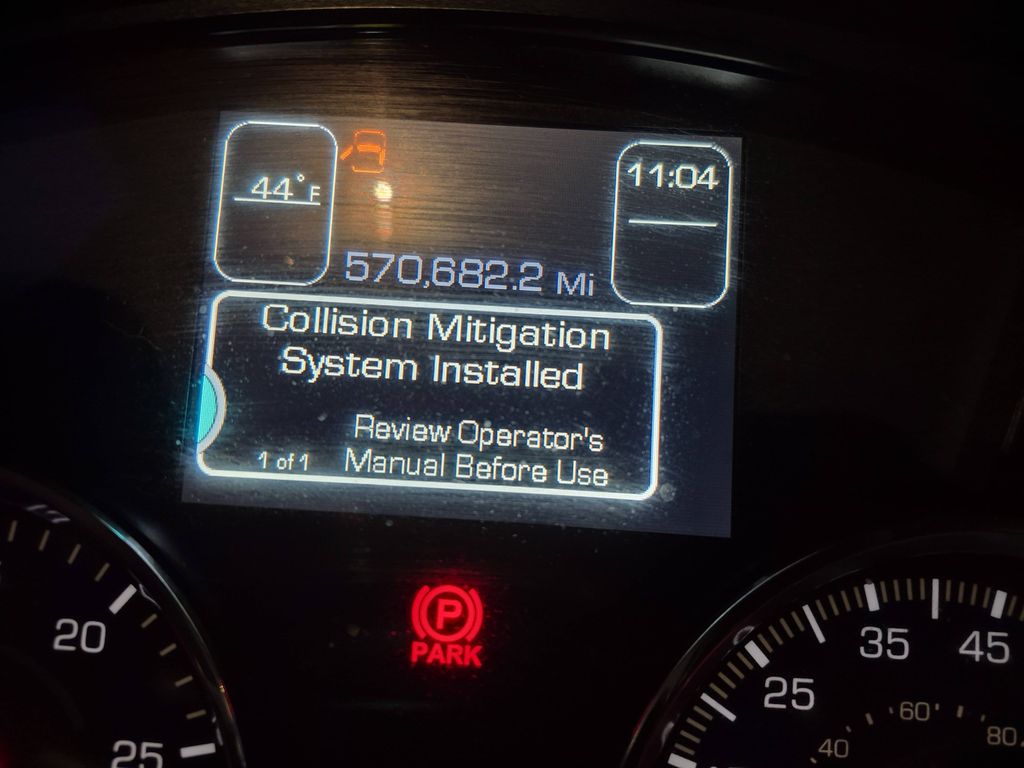 44°F
11:04
570,682.2 Mi
Collision Mitigation
System Installed
Review Operator's
1 of 1 Manual Before Use
P
PARK
20
25
25
35
45
40
60
80